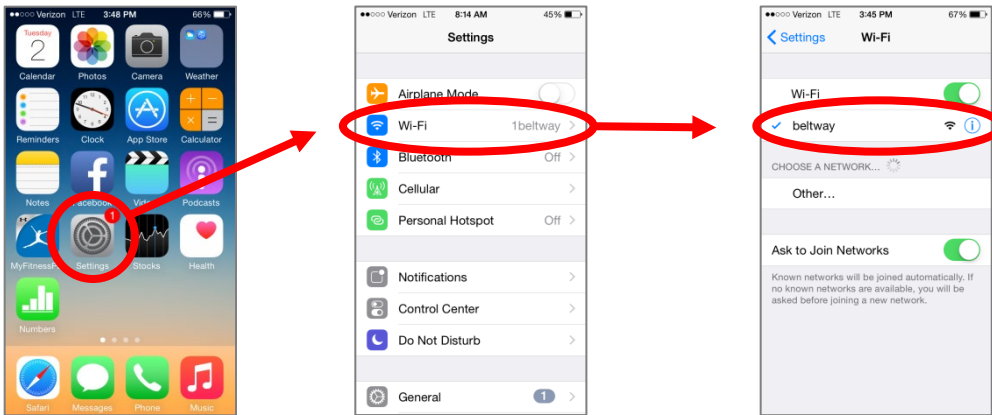 Verizon LTE 3:48 PM 66%
Tuesday
2
Calendar Photos Camera Weather
Reminders Clock App Store Calculator
Notes Facebook Videos Podcasts
1
MyFitnessP Settings Stocks Health
Numbers
Safari Messages Phone Music
Verizon LTE 8:14 AM 45%
Settings
Airplane Mode
Wi-Fi 1beltway
Bluetooth Off
Cellular
Personal Hotspot Off
Notifications
Control Center
Do Not Disturb
General 1
Verizon LTE 3:45 PM 67%
Settings Wi-Fi
Wi-Fi
beltway
CHOOSE A NETWORK...
Other...
Ask to Join Networks
Known networks will be joined automatically. If
no known networks are available, you will be
asked before joining a new network.